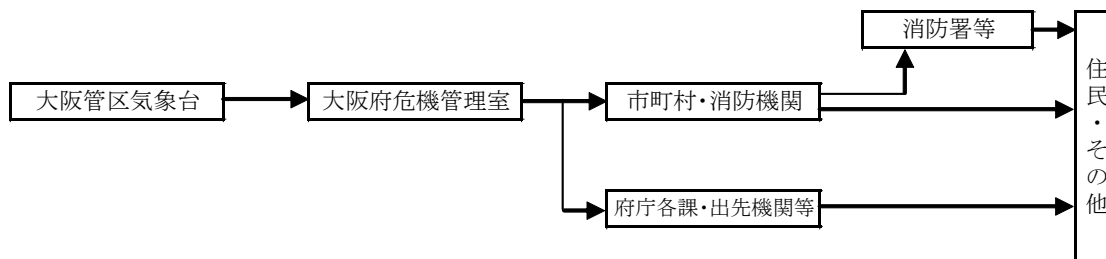 消防署等
大阪管区気象台
大阪府危機管理室
市町村・消防機関
府庁各課・出先機関等
住民・その他